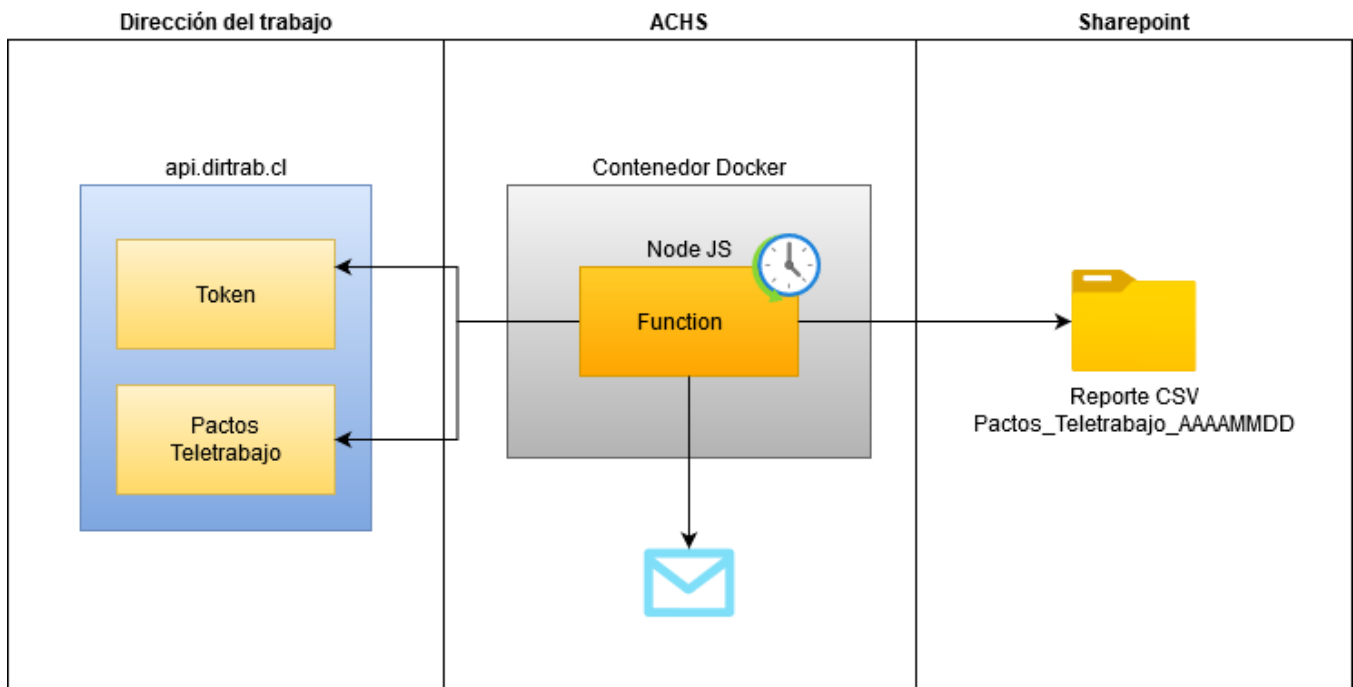 Dirección del trabajo
ACHS
Sharepoint
api.dirtrab.cl
Token
Pactos
Teletrabajo
Contenedor Docker
Node JS
Function
Reporte CSV
Pactos_Teletrabajo_AAAAMMDD